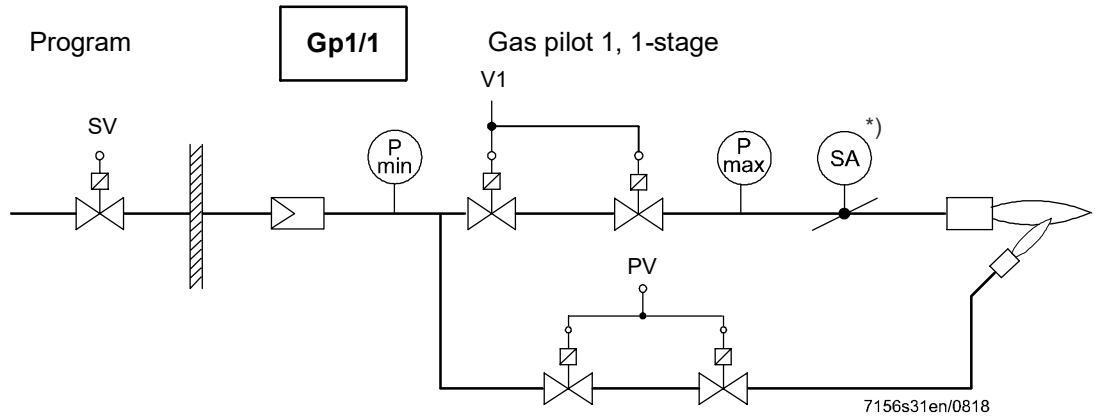 Program Gp1/1 Gas pilot 1, 1-stage
V1
SV
P min
P max
SA *)
PV
7156s31en/0818